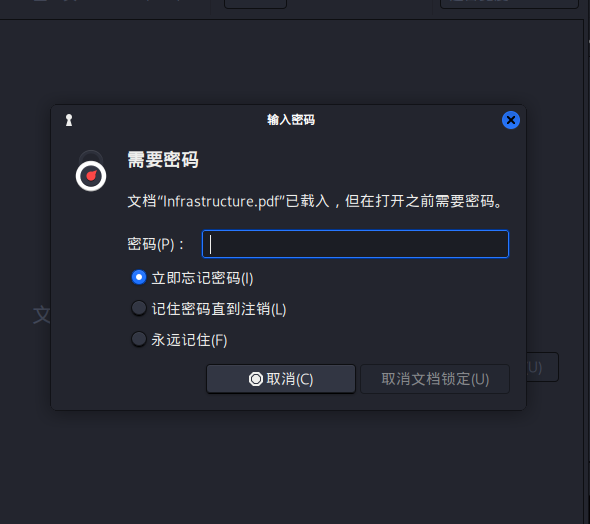 输入密码
需要密码
文档“Infrastructure.pdf”已载入，但在打开之前需要密码。
密码(P)：
立即忘记密码(I)
记住密码直到注销(L)
永远记住(F)
取消(C) 取消文档锁定(U)
文
U)